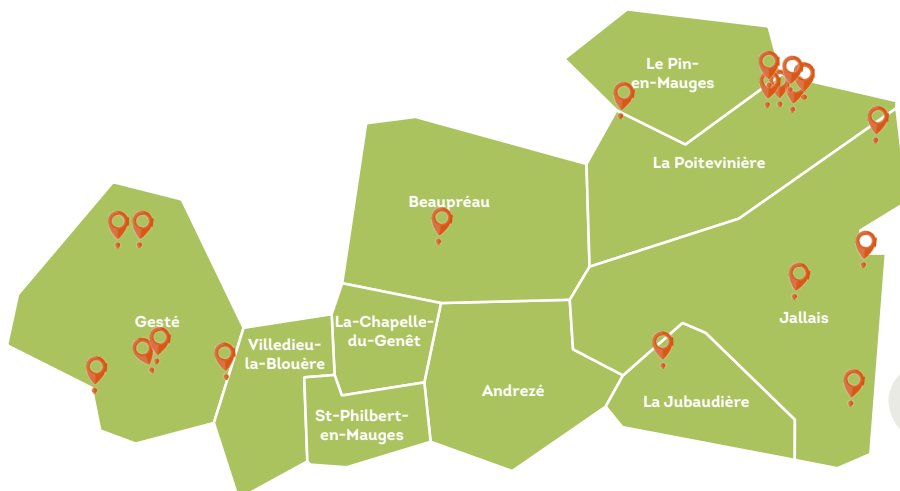 Le Pin-
en-Mauges
La Poitevinière
Beaupréau
Gesté
La-Chapelle-
du-Genêt
Villedieu-
la-Blouère
Jallais
Andrezé
La Jubaudière
St-Philbert-
en-Mauges